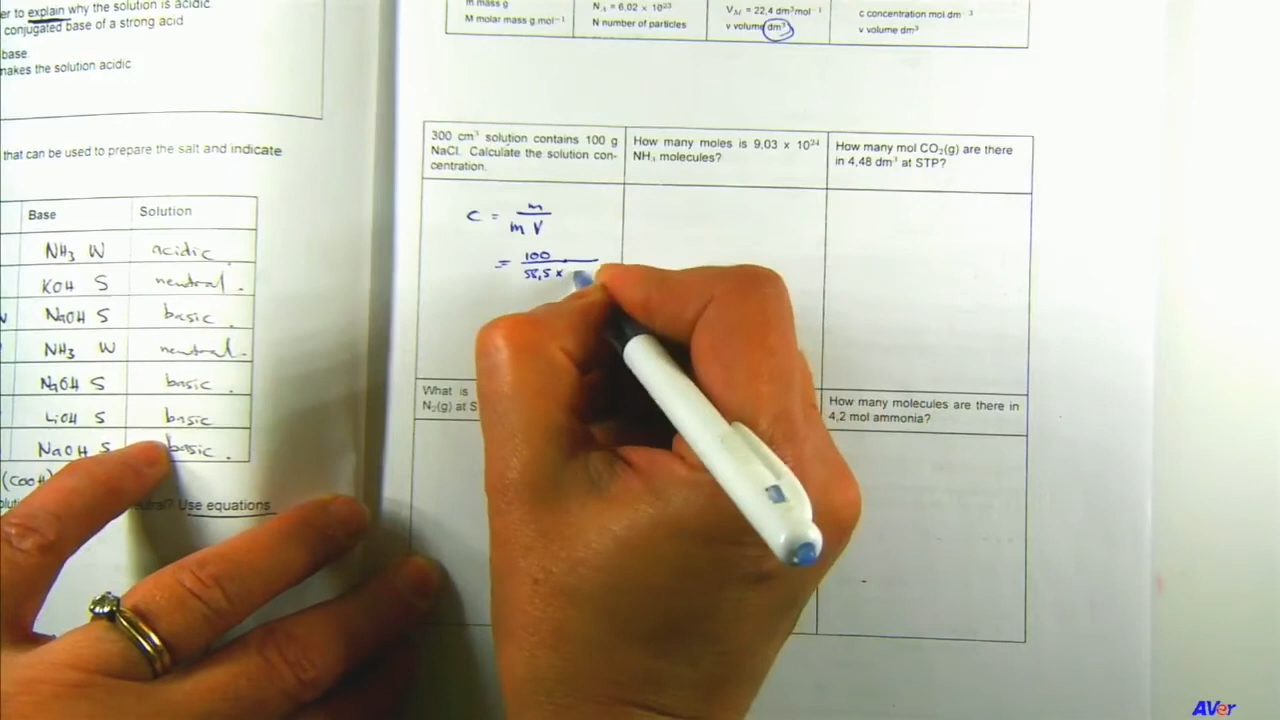 er to explain why the solution is acidic
conjugated base of a strong acid
base
makes the solution acidic
that can be used to prepare the salt and indicate
Base Solution
NH₃ W acidic.
KOH S neutral.
NaOH S basic.
NH₃ W neutral.
NaOH S basic.
LiOH S basic
NaOH S basic.
(COOH
? Use equations
m mass g
M molar mass g mol⁻¹
N_A = 6,02 x 10²³
N number of particles
V_M = 22,4 dm³mol⁻¹
v volume dm³
c concentration mol dm⁻³
v volume dm³
300 cm³ solution contains 100 g
NaCl. Calculate the solution con-
centration.
c = m
m V
= 100
58,5 x
How many moles is 9,03 x 10²⁴
NH₃ molecules?
How many mol CO₂(g) are there
in 4,48 dm³ at STP?
What is
N₂(g) at S
How many molecules are there in
4,2 mol ammonia?
AVer